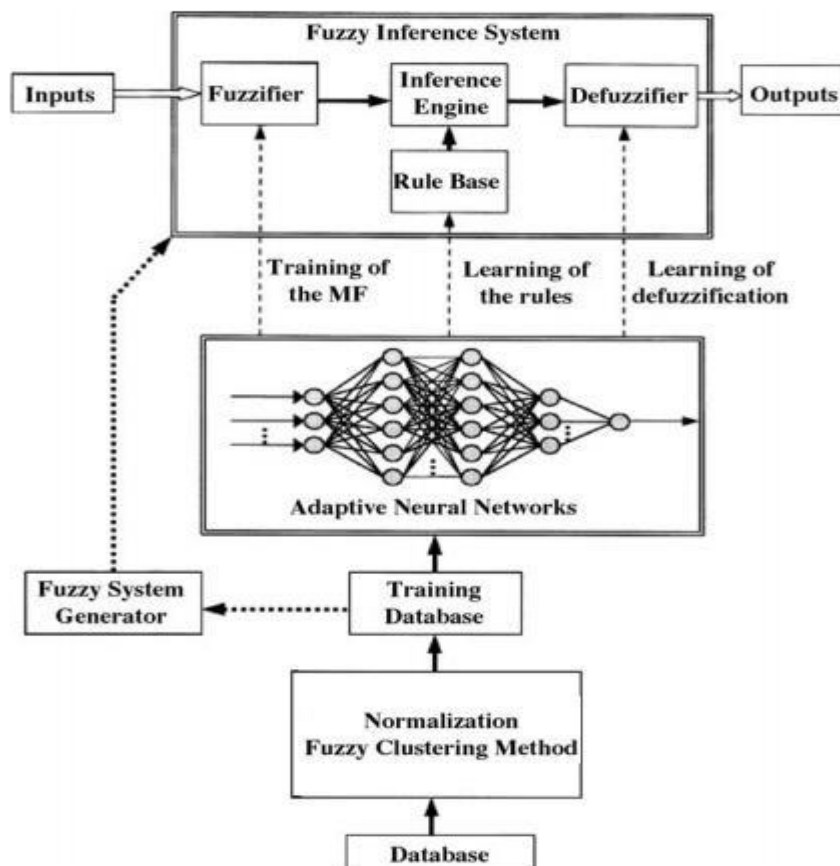 Fuzzy Inference System
Inputs
Fuzzifier
Inference
Engine
Defuzzifier
Outputs
Rule Base
Training of
the MF
Learning of
the rules
Learning of
defuzzification
Adaptive Neural Networks
Fuzzy System
Generator
Training
Database
Normalization
Fuzzy Clustering Method
Database